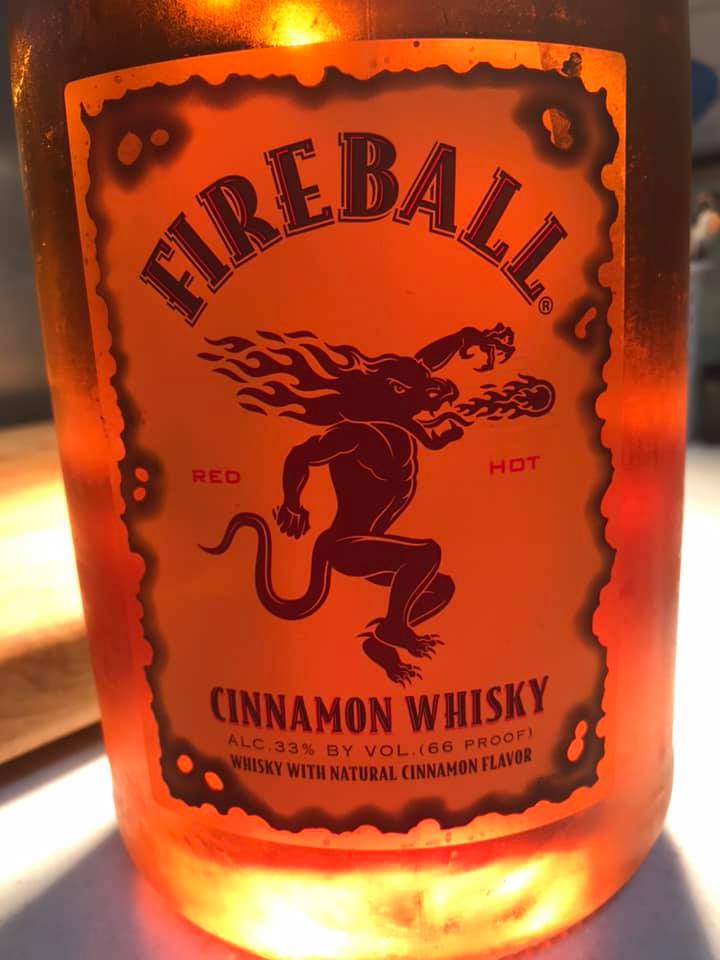 FIREBALL®
RED HOT
CINNAMON WHISKY
ALC.33% BY VOL.(66 PROOF)
WHISKY WITH NATURAL CINNAMON FLAVOR